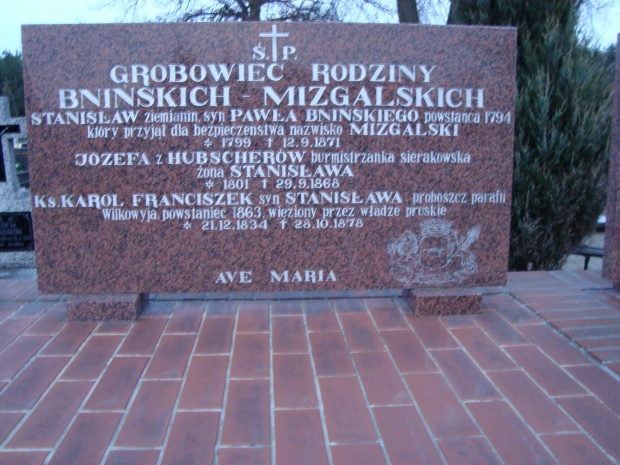 Ś. P.
GROBOWIEC RODZINY
BNIŃSKICH - MIZGALSKICH
STANISŁAW ziemianin, syn PAWŁA BNIŃSKIEGO powstańca 1794
który przyjął dla bezpieczeństwa nazwisko MIZGALSKI
* 1799 † 12.9.1871
JÓZEFA z HUBSCHERÓW burmistrzanka sierakowska
żona STANISŁAWA
* 1801 † 29.9.1868
Ks. KAROL FRANCISZEK syn STANISŁAWA, proboszcz parafii
Wilkowyja, powstaniec 1863, więziony przez władze pruskie
* 21.12.1834 † 28.10.1878
AVE MARIA